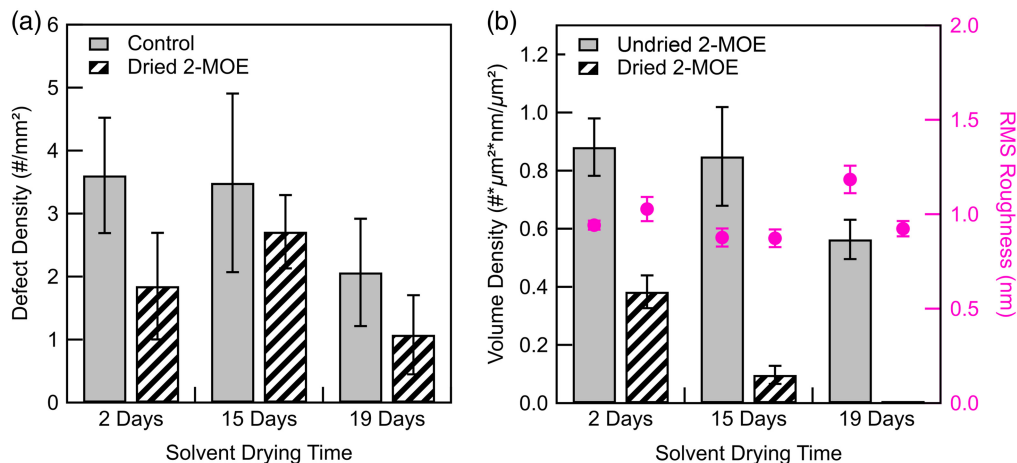 (a)
6
5
4
3
2
1
0
Defect Density (#/mm²)
Control
Dried 2-MOE
2 Days
15 Days
19 Days
Solvent Drying Time
(b)
1.2
1.0
0.8
0.6
0.4
0.2
0.0
Volume Density (#*µm²*nm/µm²)
Undried 2-MOE
Dried 2-MOE
2.0
1.5
1.0
0.5
0.0
RMS Roughness (nm)
2 Days
15 Days
19 Days
Solvent Drying Time